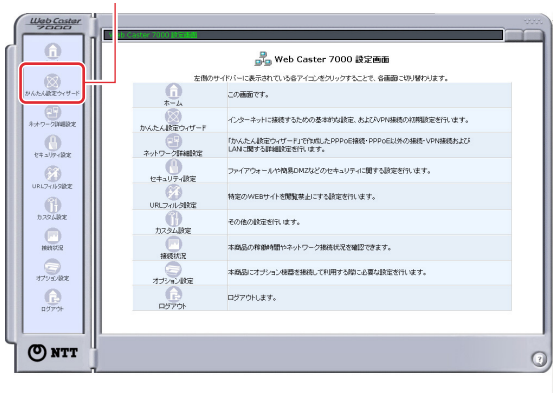 Web Caster
7000
Web Caster 7000 設定画面
かんたん設定ウィザード
ネットワーク詳細設定
セキュリティ設定
URLフィルタ設定
カスタム設定
接続状況
オプション設定
ログアウト
NTT
Web Caster 7000 設定画面
左側のサイドバーに表示されている各アイコンをクリックすることで、各画面に切り替わります。
ホーム
この画面です。
かんたん設定ウィザード
インターネットに接続するための基本的な設定、およびVPN接続の初期設定を行います。
ネットワーク詳細設定
「かんたん設定ウィザード」で作成したPPPoE接続・PPPoE以外の接続・VPN接続および
LANに関する詳細設定を行います。
セキュリティ設定
ファイアウォールや簡易DMZなどのセキュリティに関する設定を行います。
URLフィルタ設定
特定のWEBサイトを閲覧禁止にする設定を行います。
カスタム設定
その他の設定を行います。
接続状況
本商品の稼働時間やネットワーク接続状況を確認できます。
オプション設定
本商品にオプション機器を接続して利用する際に必要な設定を行います。
ログアウト
ログアウトします。
?